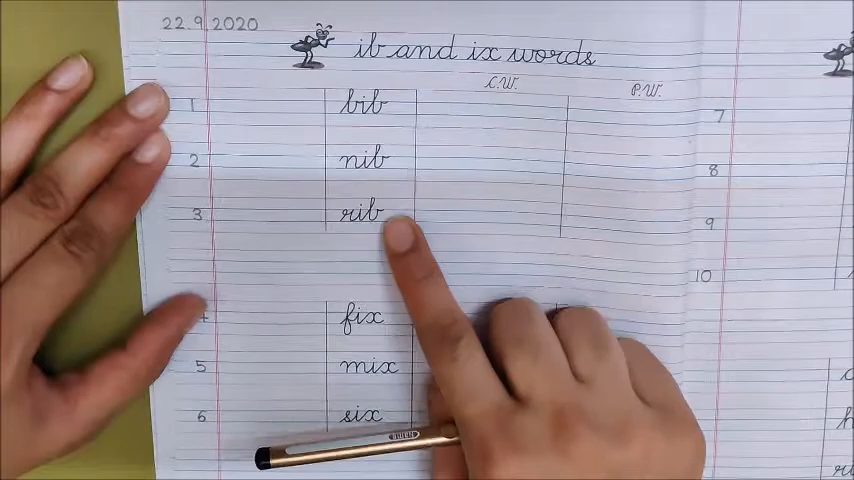 22.9.2020
ib and ix words
C.W. P.W.
1 bib
2 nib
3 rib
fix
5 mix
6 six
7
8
9
10